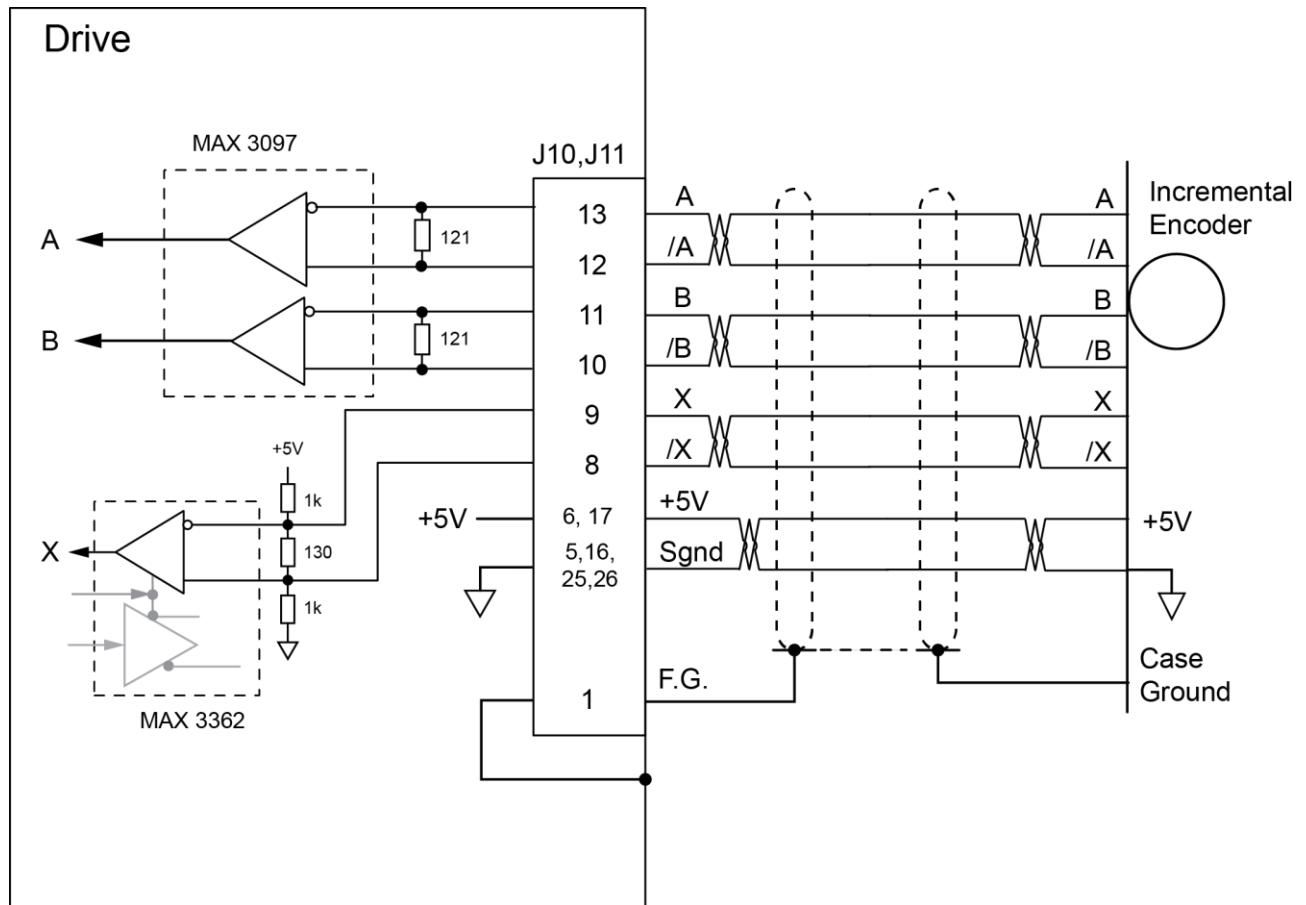 Drive
MAX 3097
J10,J11
A
121
B
121
13
12
11
10
9
8
6, 17
5,16,
25,26
1
+5V
1k
130
1k
X
MAX 3362
+5V
A
/A
B
/B
X
/X
+5V
Sgnd
F.G.
A
/A
B
/B
X
/X
+5V
Incremental
Encoder
Case
Ground